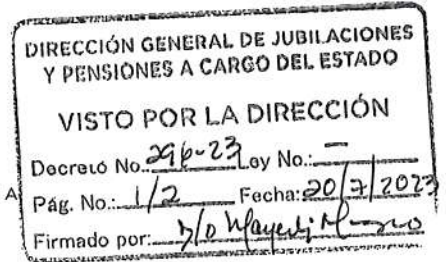 DIRECCIÓN GENERAL DE JUBILACIONES
Y PENSIONES A CARGO DEL ESTADO
VISTO POR LA DIRECCIÓN
Decreto No. 296-23 Ley No.: —
A
Pág. No.: 1/2 Fecha: 20/7/2023
Firmado por: